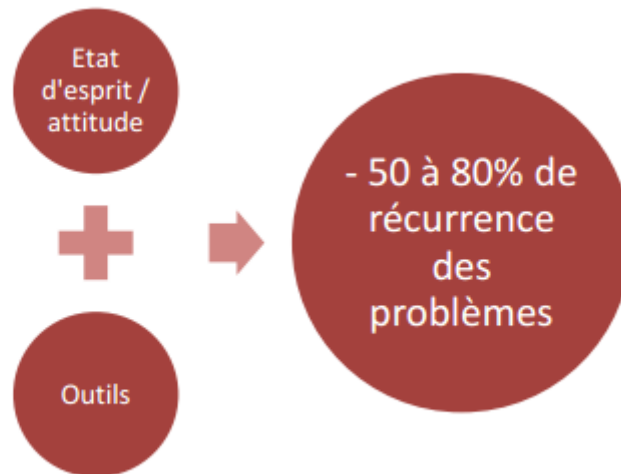 Etat
d'esprit /
attitude
Outils
- 50 à 80% de
récurrence
des
problèmes